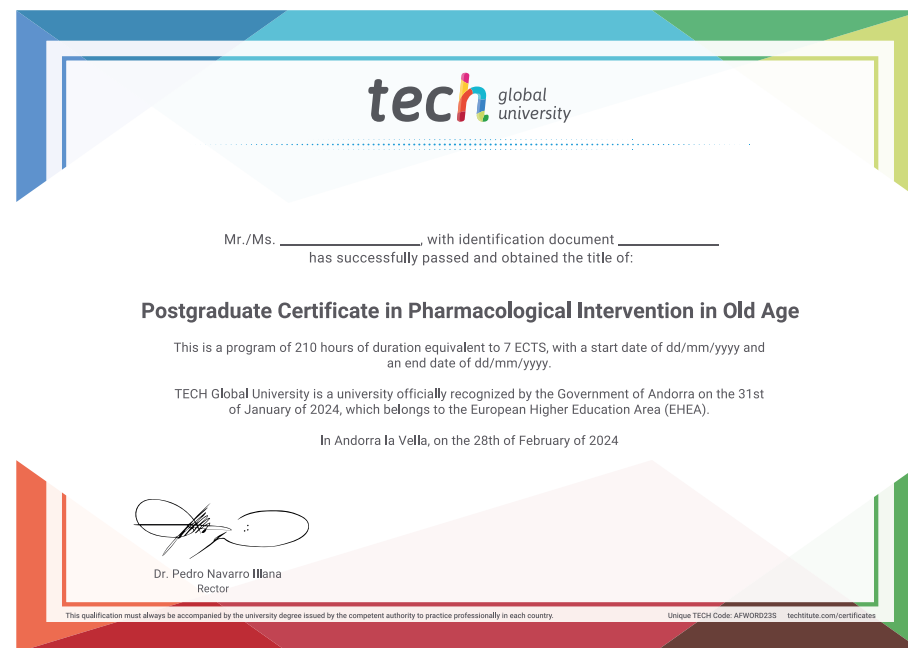 tech global
university
Mr./Ms. ____________, with identification document ____________
has successfully passed and obtained the title of:
Postgraduate Certificate in Pharmacological Intervention in Old Age
This is a program of 210 hours of duration equivalent to 7 ECTS, with a start date of dd/mm/yyyy and
an end date of dd/mm/yyyy.
TECH Global University is a university officially recognized by the Government of Andorra on the 31st
of January of 2024, which belongs to the European Higher Education Area (EHEA).
In Andorra la Vella, on the 28th of February of 2024
Dr. Pedro Navarro Illana
Rector
This qualification must always be accompanied by the university degree issued by the competent authority to practice professionally in each country. Unique TECH Code: AFWORD23S techtitute.com/certificates